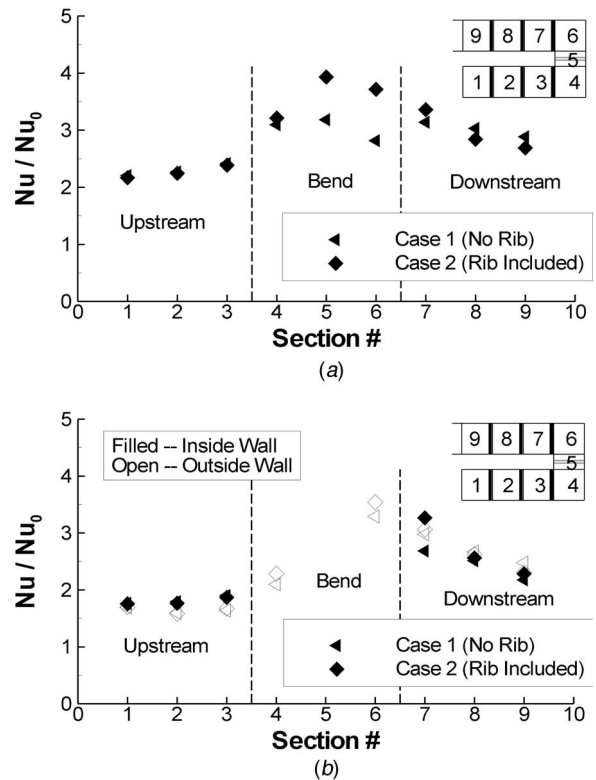 5
4
3
2
1
0
Nu / Nu0
9 8 7 6
5
1 2 3 4
Upstream
Bend
Downstream
Case 1 (No Rib)
Case 2 (Rib Included)
0 1 2 3 4 5 6 7 8 9 10
Section #
(a)
5
4
3
2
1
0
Nu / Nu0
Filled -- Inside Wall
Open -- Outside Wall
9 8 7 6
5
1 2 3 4
Upstream
Bend
Downstream
Case 1 (No Rib)
Case 2 (Rib Included)
0 1 2 3 4 5 6 7 8 9 10
Section #
(b)